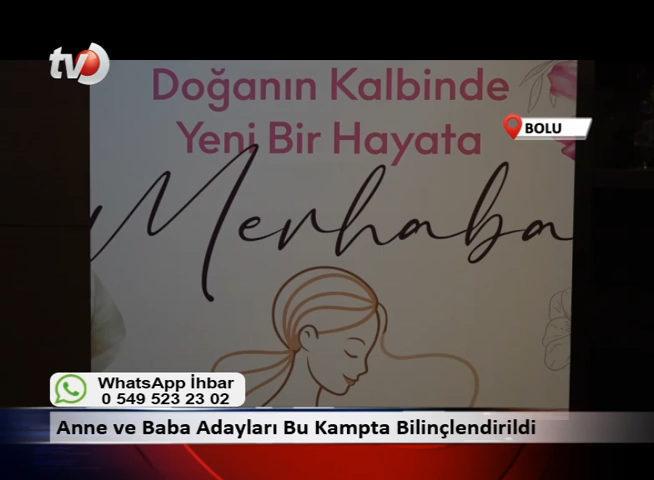 tv
Doğanın Kalbinde
Yeni Bir Hayata
BOLU
Merhaba
WhatsApp İhbar
0 549 523 23 02
Anne ve Baba Adayları Bu Kampta Bilinçlendirildi